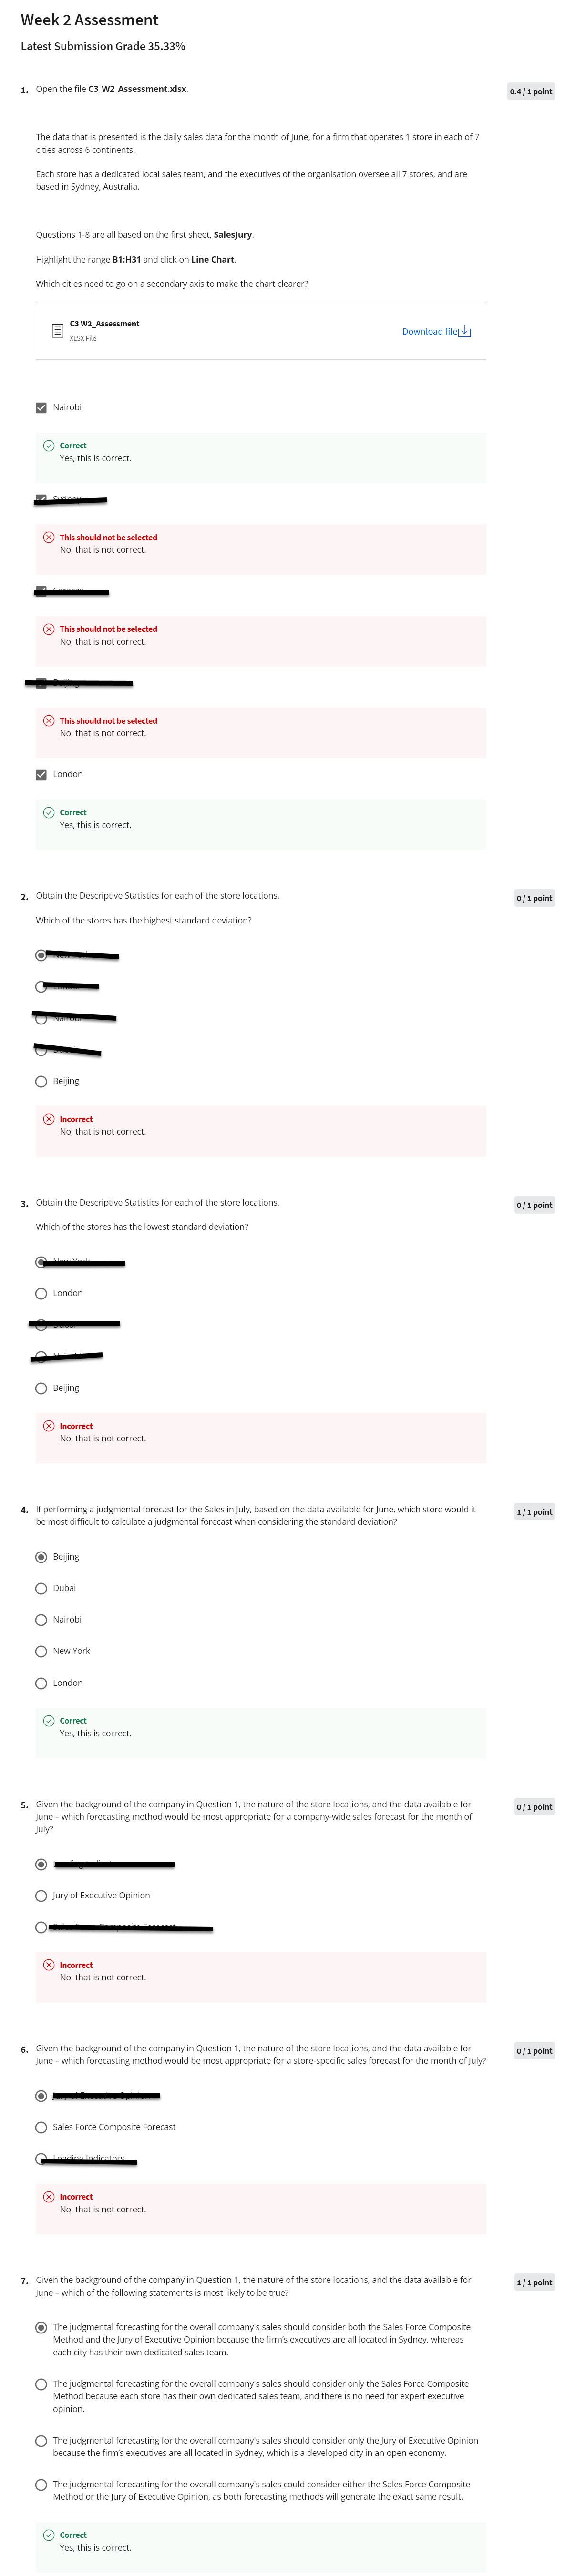 Week 2 Assessment
Latest Submission Grade 35.33%
1. Open the file C3_W2_Assessment.xlsx.
0.4 / 1 point
The data that is presented is the daily sales data for the month of June, for a firm that operates 1 store in each of 7
cities across 6 continents.
Each store has a dedicated local sales team, and the executives of the organisation oversee all 7 stores, and are
based in Sydney, Australia.
Questions 1-8 are all based on the first sheet, SalesJury.
Highlight the range B1:H31 and click on Line Chart.
Which cities need to go on a secondary axis to make the chart clearer?
C3 W2_Assessment
XLSX File
Download file
Nairobi
Correct
Yes, this is correct.
This should not be selected
No, that is not correct.
This should not be selected
No, that is not correct.
This should not be selected
No, that is not correct.
London
Correct
Yes, this is correct.
2. Obtain the Descriptive Statistics for each of the store locations.
0 / 1 point
Which of the stores has the highest standard deviation?
Nairobi
Beijing
Incorrect
No, that is not correct.
3. Obtain the Descriptive Statistics for each of the store locations.
0 / 1 point
Which of the stores has the lowest standard deviation?
London
Beijing
Incorrect
No, that is not correct.
4. If performing a judgmental forecast for the Sales in July, based on the data available for June, which store would it
be most difficult to calculate a judgmental forecast when considering the standard deviation?
1 / 1 point
Beijing
Dubai
Nairobi
New York
London
Correct
Yes, this is correct.
5. Given the background of the company in Question 1, the nature of the store locations, and the data available for
June – which forecasting method would be most appropriate for a company-wide sales forecast for the month of
July?
0 / 1 point
Jury of Executive Opinion
Incorrect
No, that is not correct.
6. Given the background of the company in Question 1, the nature of the store locations, and the data available for
June – which forecasting method would be most appropriate for a store-specific sales forecast for the month of July?
0 / 1 point
Sales Force Composite Forecast
Leading Indicators
Incorrect
No, that is not correct.
7. Given the background of the company in Question 1, the nature of the store locations, and the data available for
June – which of the following statements is most likely to be true?
1 / 1 point
The judgmental forecasting for the overall company's sales should consider both the Sales Force Composite
Method and the Jury of Executive Opinion because the firm's executives are all located in Sydney, whereas
each city has their own dedicated sales team.
The judgmental forecasting for the overall company's sales should consider only the Sales Force Composite
Method because each store has their own dedicated sales team, and there is no need for expert executive
opinion.
The judgmental forecasting for the overall company's sales should consider only the Jury of Executive Opinion
because the firm's executives are all located in Sydney, which is a developed city in an open economy.
The judgmental forecasting for the overall company's sales could consider either the Sales Force Composite
Method or the Jury of Executive Opinion, as both forecasting methods will generate the exact same result.
Correct
Yes, this is correct.